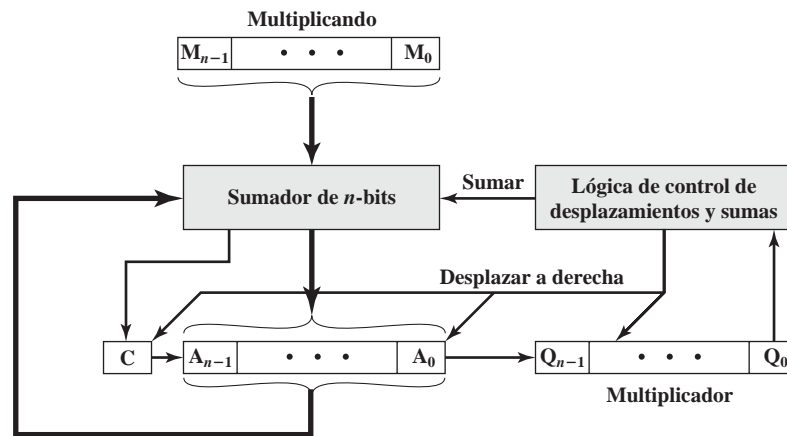 Multiplicando
Mn−1 • • • M0
Sumador de n-bits
Sumar
Lógica de control de
desplazamientos y sumas
Desplazar a derecha
C
An−1 • • • A0
Qn−1 • • • Q0
Multiplicador